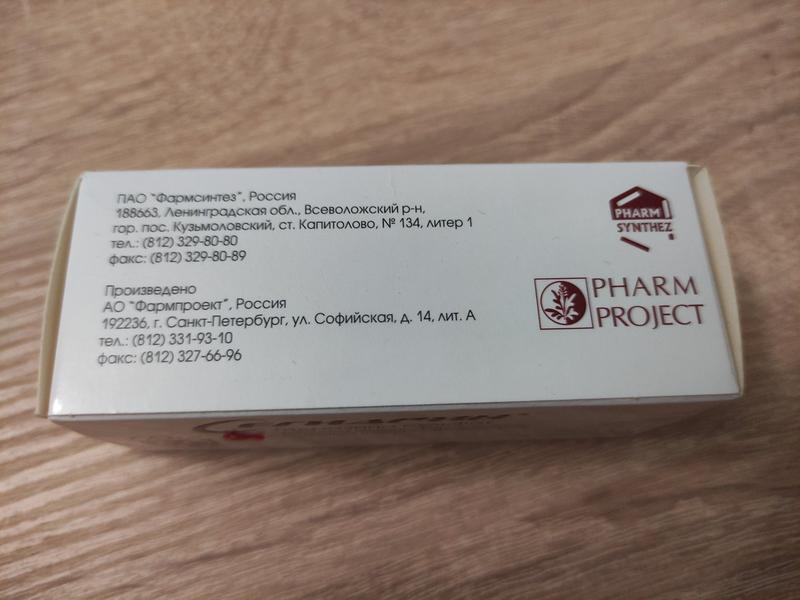 ПАО "Фармсинтез", Россия
188663, Ленинградская обл., Всеволожский р-н,
гор. пос. Кузьмоловский, ст. Капитолово, № 134, литер 1
тел.: (812) 329-80-80
факс: (812) 329-80-89
PHARM
SYNTHEZ
Произведено
АО "Фармпроект", Россия
192236, г. Санкт-Петербург, ул. Софийская, д. 14, лит. А
тел.: (812) 331-93-10
факс: (812) 327-66-96
PHARM
PROJECT